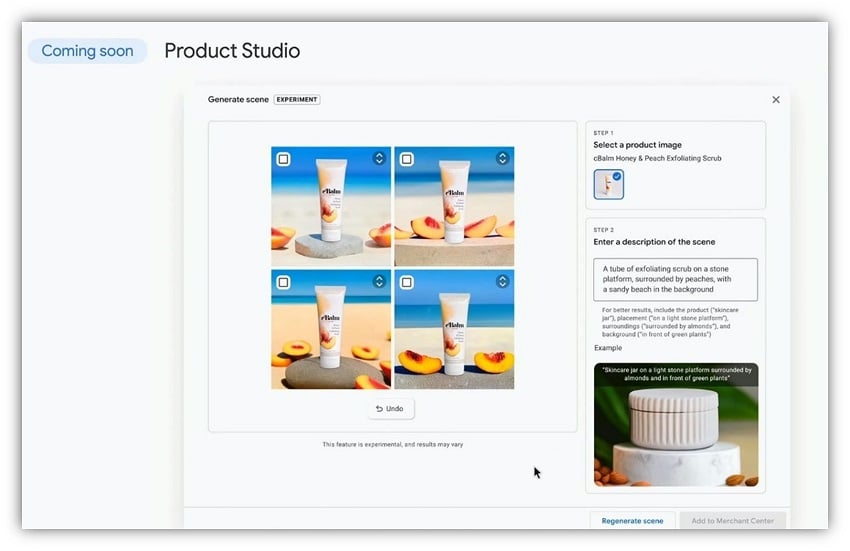 Coming soon
Product Studio
Generate scene EXPERIMENT
cBalm
cBalm
cBalm
cBalm
Undo
This feature is experimental, and results may vary
STEP 1
Select a product image
cBalm Honey & Peach Exfoliating Scrub
STEP 2
Enter a description of the scene
A tube of exfoliating scrub on a stone
platform, surrounded by peaches, with
a sandy beach in the background
For better results, include the product ("skincare
jar"), placement ("on a light stone platform"),
surroundings ("surrounded by almonds"), and
background ("in front of green plants")
Example
"Skincare jar on a light stone platform surrounded by
almonds and in front of green plants"
Regenerate scene
Add to Merchant Center